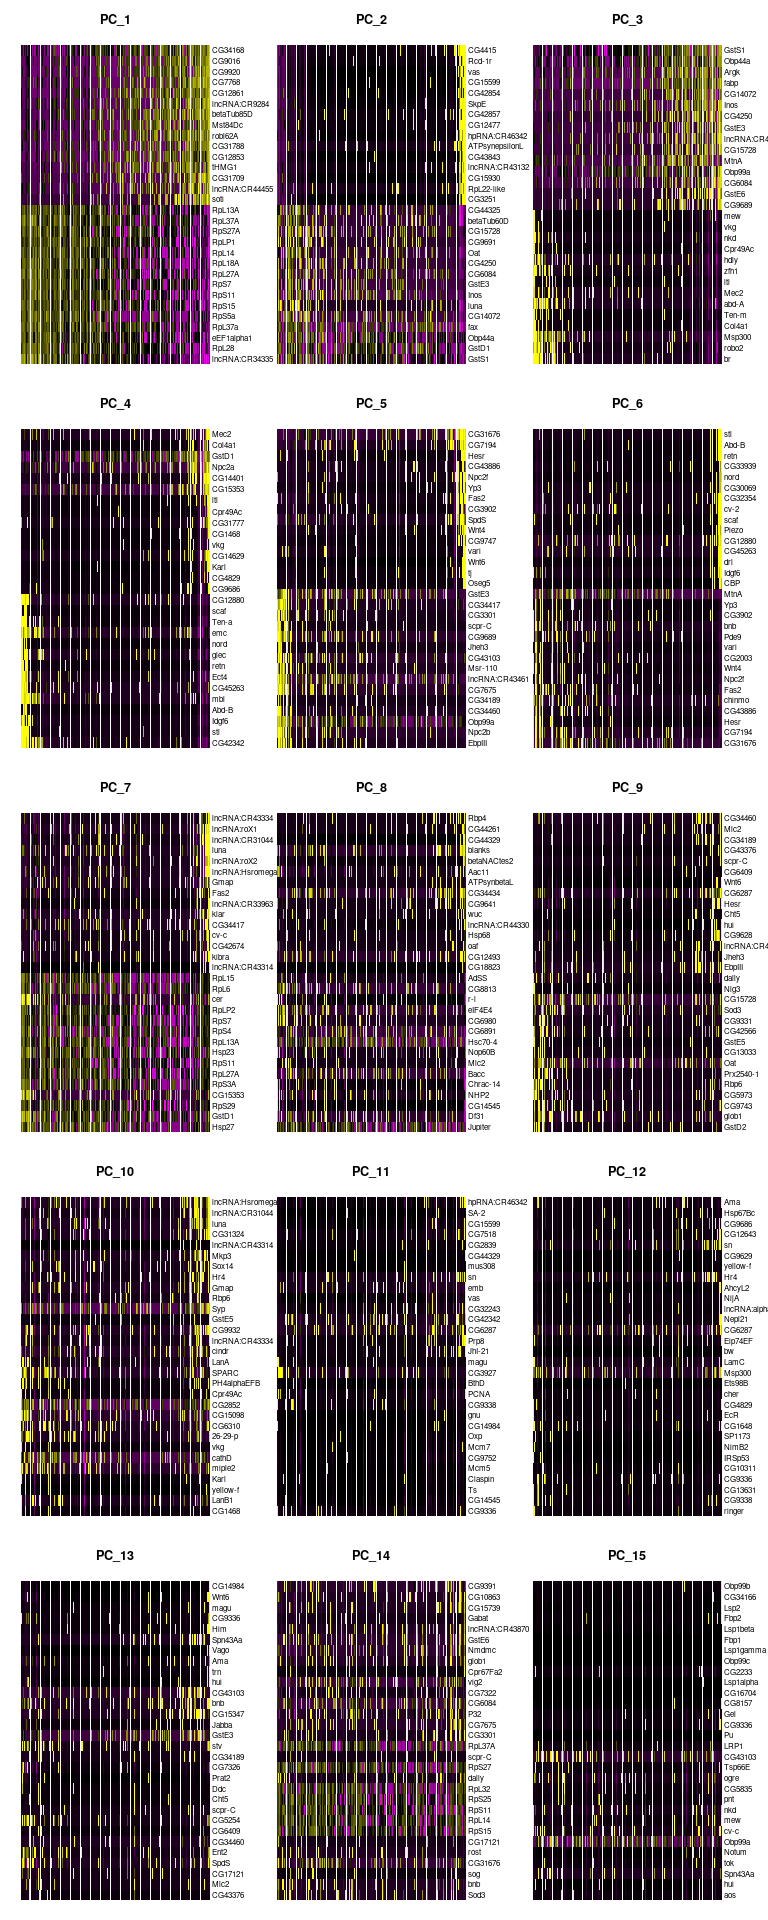 PC_1
CG34168
CG9016
CG9920
CG7768
CG12861
lncRNA:CR9284
betaTub85D
Mst84Dc
robl62A
CG31788
CG12853
tHMG1
CG31709
lncRNA:CR44455
soti
RpL13A
RpL37A
RpS27A
RpLP1
RpL14
RpL18A
RpL27A
RpS7
RpS11
RpS15
RpS5a
RpL37a
eEF1alpha1
RpL28
lncRNA:CR34335
PC_2
CG4415
Rcd-1r
vas
CG15599
CG42854
SkpE
CG42857
CG12477
hpRNA:CR46342
ATPsynepsilonL
CG43843
lncRNA:CR43132
CG15930
RpL22-like
CG3251
CG44325
betaTub60D
CG15728
CG9691
Oat
CG4250
CG6084
GstE3
Inos
luna
CG14072
fax
Obp44a
GstD1
GstS1
PC_3
GstS1
Obp44a
Argk
fabp
CG14072
Inos
CG4250
GstE3
lncRNA:CR4
CG15728
MtnA
Obp99a
CG6084
GstE6
CG9689
mew
vkg
nkd
Cpr49Ac
hdly
zfh1
ltl
Mec2
abd-A
Ten-m
Col4a1
Msp300
robo2
br
PC_4
Mec2
Col4a1
GstD1
Npc2a
CG14401
CG15353
ltl
Cpr49Ac
CG31777
CG1468
vkg
CG14629
Karl
CG4829
CG9686
CG12880
scaf
Ten-a
emc
nord
glec
retn
Ect4
CG45263
mbl
Abd-B
Idgf6
stl
CG42342
PC_5
CG31676
CG7194
Hesr
CG43886
Npc2f
Yp3
Fas2
CG3902
SpdS
Wnt4
CG9747
vari
Wnt6
tj
Oseg5
GstE3
CG34417
CG3301
scpr-C
CG9689
Jheh3
CG43103
Msr-110
lncRNA:CR43461
CG7675
CG34189
CG34460
Obp99a
Npc2b
EbpIII
PC_6
stl
Abd-B
retn
CG33939
nord
CG30069
CG32354
cv-2
scaf
Piezo
CG12880
CG45263
drl
Idgf6
CBP
MtnA
Yp3
CG3902
bnb
Pde9
vari
CG2003
Wnt4
Npc2f
Fas2
chinmo
CG43886
Hesr
CG7194
CG31676
PC_7
lncRNA:CR43334
lncRNA:roX1
lncRNA:CR31044
luna
lncRNA:roX2
lncRNA:Hsromega
Gmap
Fas2
lncRNA:CR33963
klar
CG34417
cv-c
CG42674
kibra
lncRNA:CR43314
RpL15
RpL6
cer
RpLP2
RpS7
RpS4
RpL13A
Hsp23
RpS11
RpL27A
RpS3A
CG15353
RpS29
GstD1
Hsp27
PC_8
Rbp4
CG44261
CG44329
blanks
betaNACtes2
Aac11
ATPsynbetaL
CG34434
CG9641
wuc
lncRNA:CR44330
Hsp68
oaf
CG12493
CG18823
AdSS
CG8813
r-l
eIF4E4
CG6980
CG6891
Hsc70-4
Nop60B
Mlc2
Bacc
Chrac-14
NHP2
CG14545
Df31
Jupiter
PC_9
CG34460
Mlc2
CG34189
CG43376
scpr-C
CG6409
Wnt6
CG6287
Hesr
Cht5
hui
CG9628
lncRNA:CR4
Jheh3
EbpIII
dally
Nlg3
CG15728
Sod3
CG9331
CG42566
GstE5
CG13033
Oat
Prx2540-1
Rbp6
CG5973
CG9743
glob1
GstD2
PC_10
lncRNA:Hsromega
lncRNA:CR31044
luna
CG31324
lncRNA:CR43314
Mkp3
Sox14
Hr4
Gmap
Rbp6
Syp
GstE5
CG9932
lncRNA:CR43334
cindr
LanA
SPARC
PH4alphaEFB
Cpr49Ac
CG2852
CG15098
CG6310
26-29-p
vkg
cathD
miple2
Karl
yellow-f
LanB1
CG1468
PC_11
hpRNA:CR46342
SA-2
CG15599
CG7518
CG2839
CG44329
mus308
sn
emb
vas
CG32243
CG42342
CG6287
Prp8
Jhl-21
magu
CG3927
BthD
PCNA
CG9338
gnu
CG14984
Oxp
Mcm7
CG9752
Mcm5
Claspin
Ts
CG14545
CG9336
PC_12
Ama
Hsp67Bc
CG9686
CG12643
sn
CG9629
yellow-f
Hr4
AhcyL2
NijA
lncRNA:alpha
Nepl21
CG6287
Eip74EF
bw
LamC
Msp300
Ets98B
cher
CG4829
EcR
CG1648
SP1173
NimB2
IRSp53
CG10311
CG9336
CG13631
CG9338
ringer
PC_13
CG14984
Wnt6
magu
CG9336
Him
Spn43Aa
Vago
Ama
trn
hui
CG43103
bnb
CG15347
Jabba
GstE3
stv
CG34189
CG7326
Prat2
Ddc
Cht5
scpr-C
CG5254
CG6409
CG34460
Ent2
SpdS
CG17121
Mlc2
CG43376
PC_14
CG9391
CG10863
CG15739
Gabat
lncRNA:CR43870
GstE6
Nmdmc
glob1
Cpr67Fa2
vig2
CG7322
CG6084
P32
CG7675
CG3301
RpL37A
scpr-C
RpS27
dally
RpL32
RpS25
RpS11
RpL14
RpS15
CG17121
rost
CG31676
sog
bnb
Sod3
PC_15
Obp99b
CG34166
Lsp2
Fbp2
Lsp1beta
Fbp1
Lsp1gamma
Obp99c
CG2233
Lsp1alpha
CG16704
CG8157
Gel
CG9336
Pu
LRP1
CG43103
Tsp66E
ogre
CG5835
pnt
nkd
mew
cv-c
Obp99a
Notum
tok
Spn43Aa
hui
aos